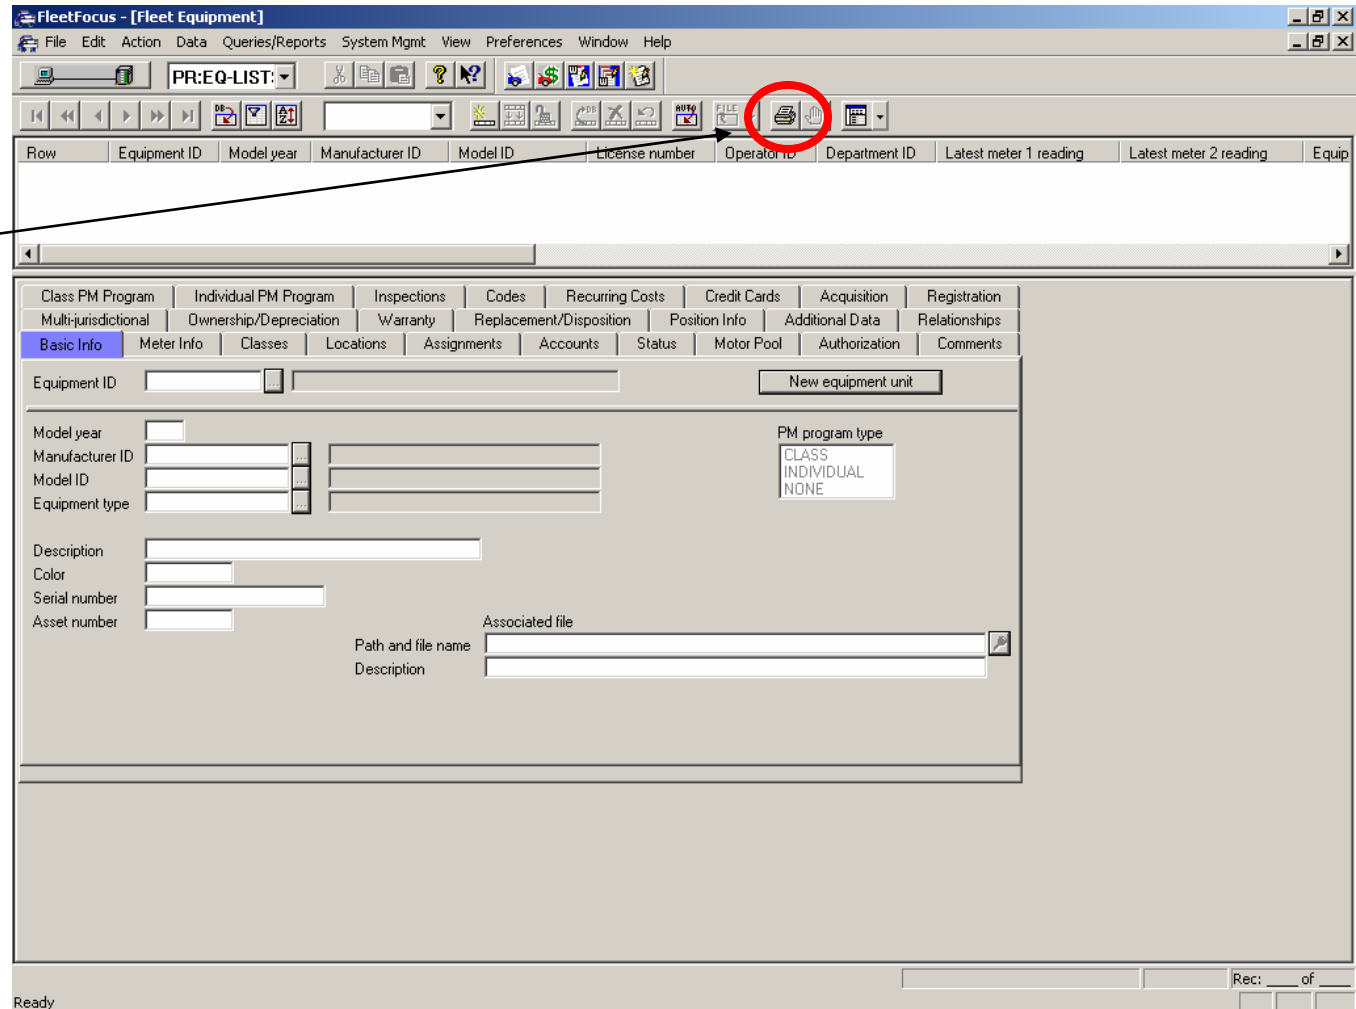 FleetFocus - [Fleet Equipment]
File Edit Action Data Queries/Reports System Mgmt View Preferences Window Help
PR:EQ-LIST:
DB AUTO FILE
Row Equipment ID Model year Manufacturer ID Model ID License number Operator ID Department ID Latest meter 1 reading Latest meter 2 reading Equip
Class PM Program Individual PM Program Inspections Codes Recurring Costs Credit Cards Acquisition Registration
Multi-jurisdictional Ownership/Depreciation Warranty Replacement/Disposition Position Info Additional Data Relationships
Basic Info Meter Info Classes Locations Assignments Accounts Status Motor Pool Authorization Comments
Equipment ID ... New equipment unit
Model year PM program type
Manufacturer ID ... CLASS
Model ID ... INDIVIDUAL
Equipment type ... NONE
Description
Color
Serial number
Asset number Associated file
Path and file name
Description
Rec: ____ of ____
Ready